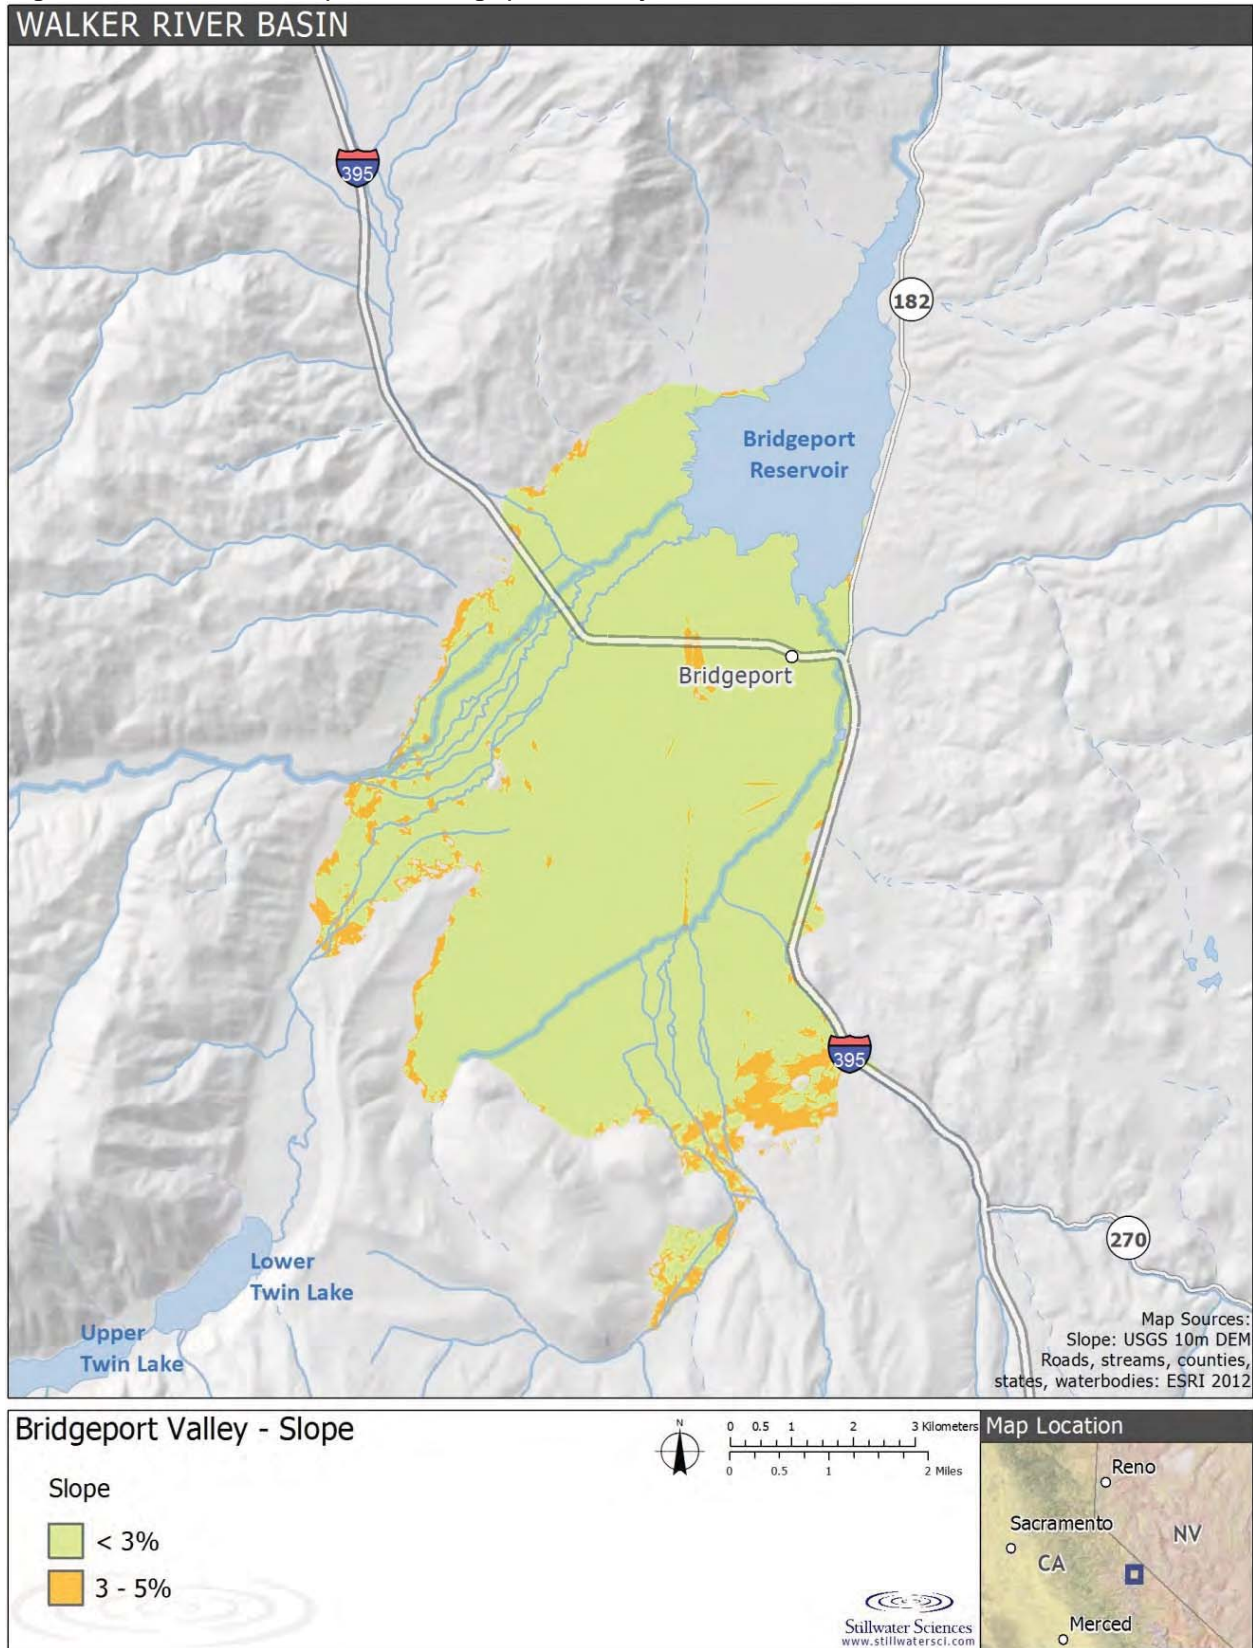 WALKER RIVER BASIN
395
182
Bridgeport
Reservoir
Bridgeport
395
270
Lower
Twin Lake
Upper
Twin Lake
Map Sources:
Slope: USGS 10m DEM
Roads, streams, counties,
states, waterbodies: ESRI 2012
Bridgeport Valley - Slope
N
0 0.5 1 2 3 Kilometers
0 0.5 1 2 Miles
Slope
< 3%
3 - 5%
Stillwater Sciences
www.stillwatersci.com
Map Location
Reno
Sacramento
NV
CA
Merced